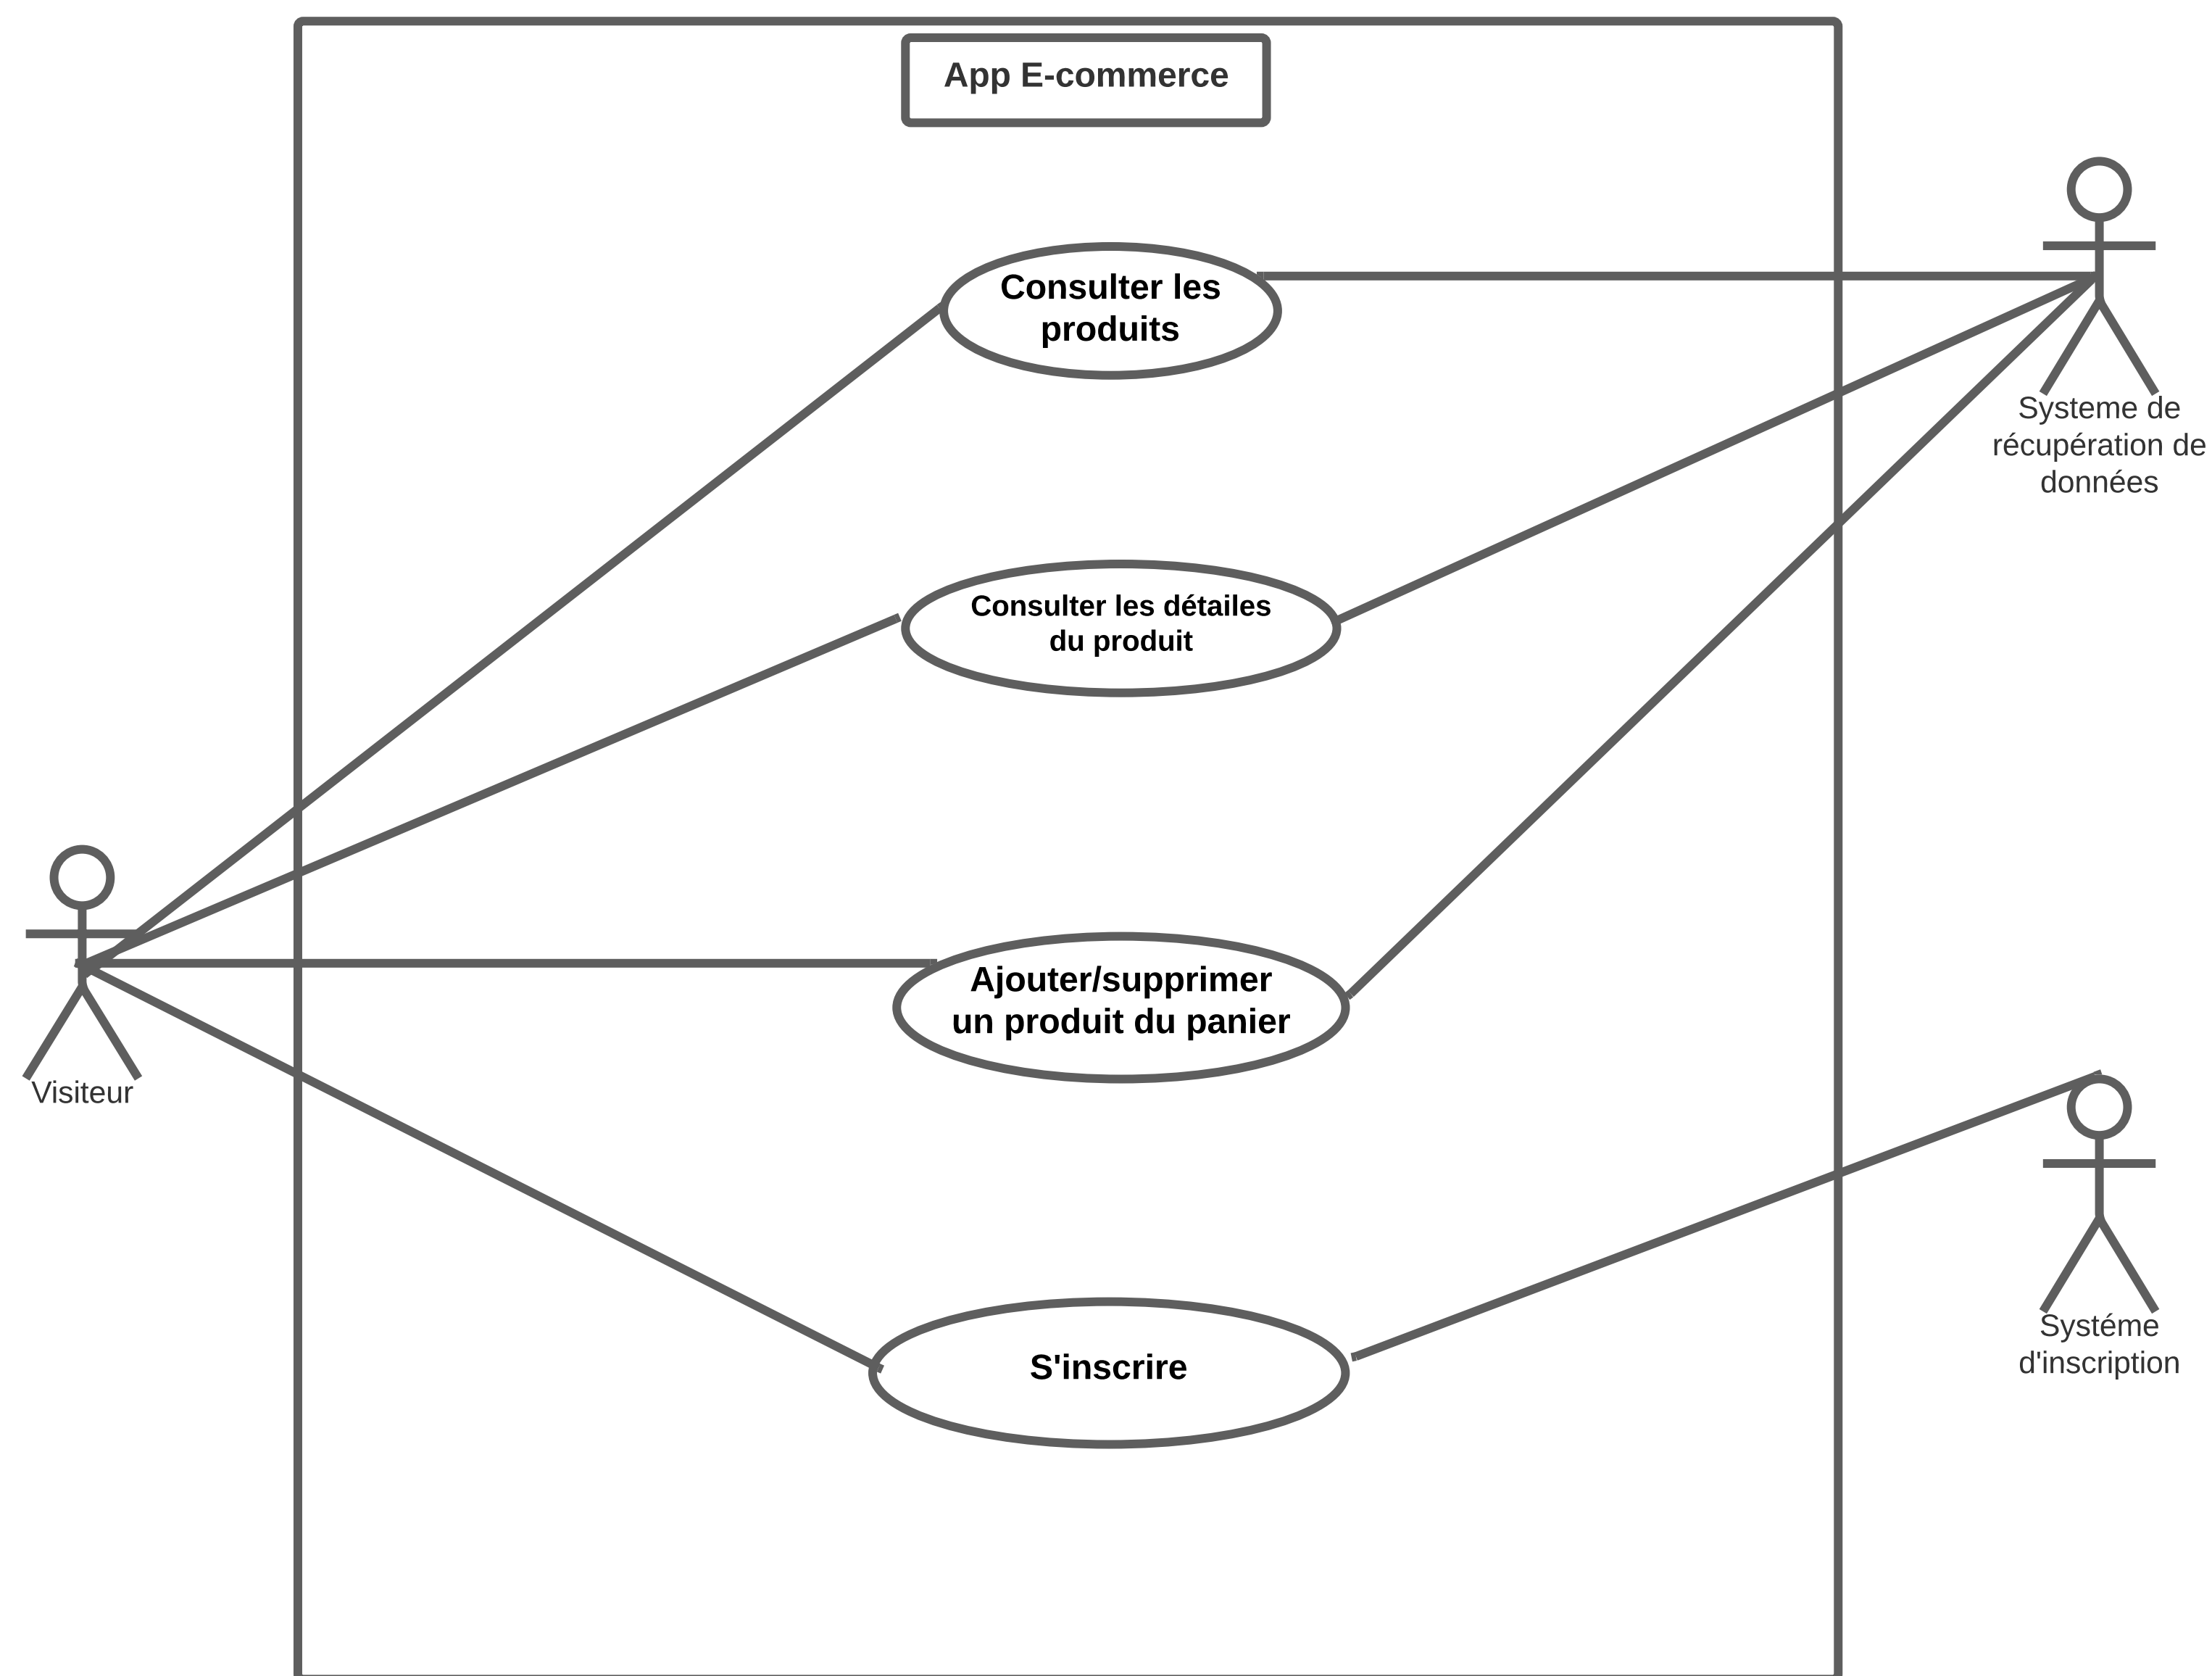 App E-commerce
Consulter les
produits
Systeme de
récupération de
données
Consulter les détailes
du produit
Ajouter/supprimer
un produit du panier
Visiteur
S'inscrire
Systéme
d'inscription